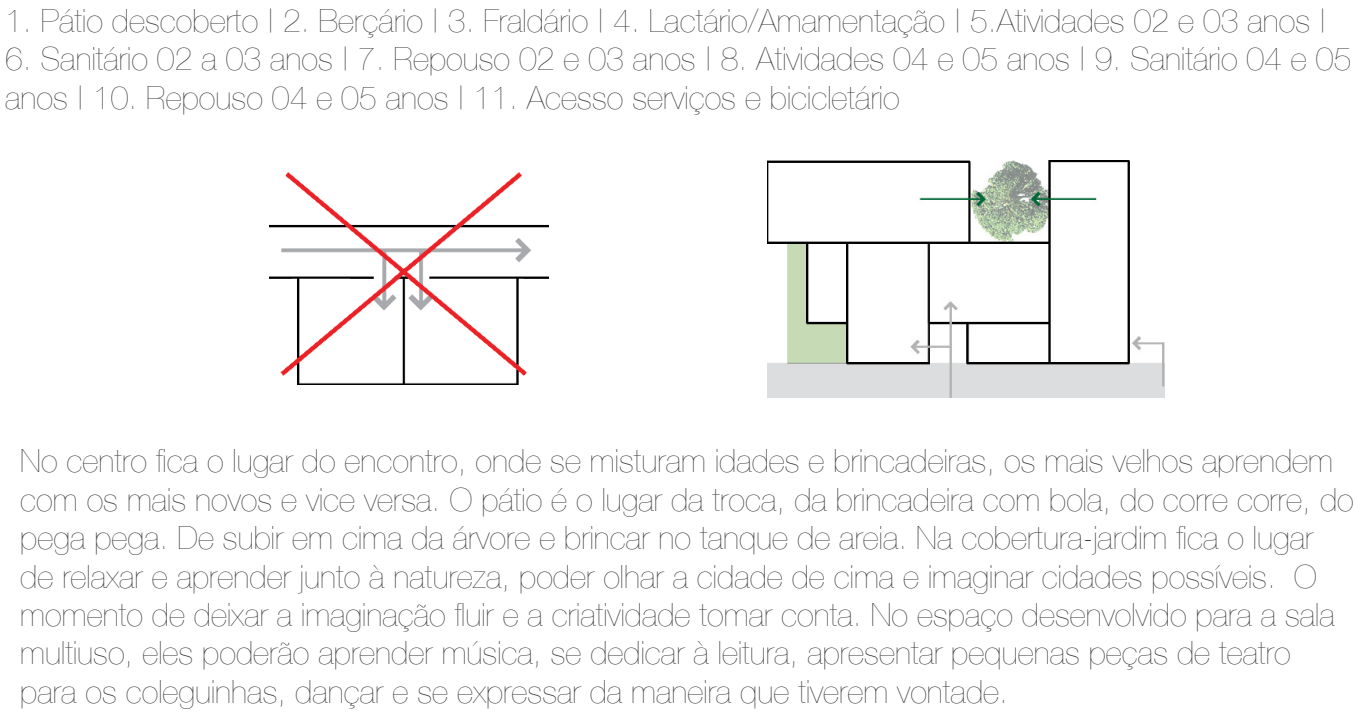 1. Pátio descoberto | 2. Berçário | 3. Fraldário | 4. Lactário/Amamentação | 5.Atividades 02 e 03 anos |
6. Sanitário 02 a 03 anos | 7. Repouso 02 e 03 anos | 8. Atividades 04 e 05 anos | 9. Sanitário 04 e 05
anos | 10. Repouso 04 e 05 anos | 11. Acesso serviços e bicicletário
No centro fica o lugar do encontro, onde se misturam idades e brincadeiras, os mais velhos aprendem
com os mais novos e vice versa. O pátio é o lugar da troca, da brincadeira com bola, do corre corre, do
pega pega. De subir em cima da árvore e brincar no tanque de areia. Na cobertura-jardim fica o lugar
de relaxar e aprender junto à natureza, poder olhar a cidade de cima e imaginar cidades possíveis.  O
momento de deixar a imaginação fluir e a criatividade tomar conta. No espaço desenvolvido para a sala
multiuso, eles poderão aprender música, se dedicar à leitura, apresentar pequenas peças de teatro
para os coleguinhas, dançar e se expressar da maneira que tiverem vontade.